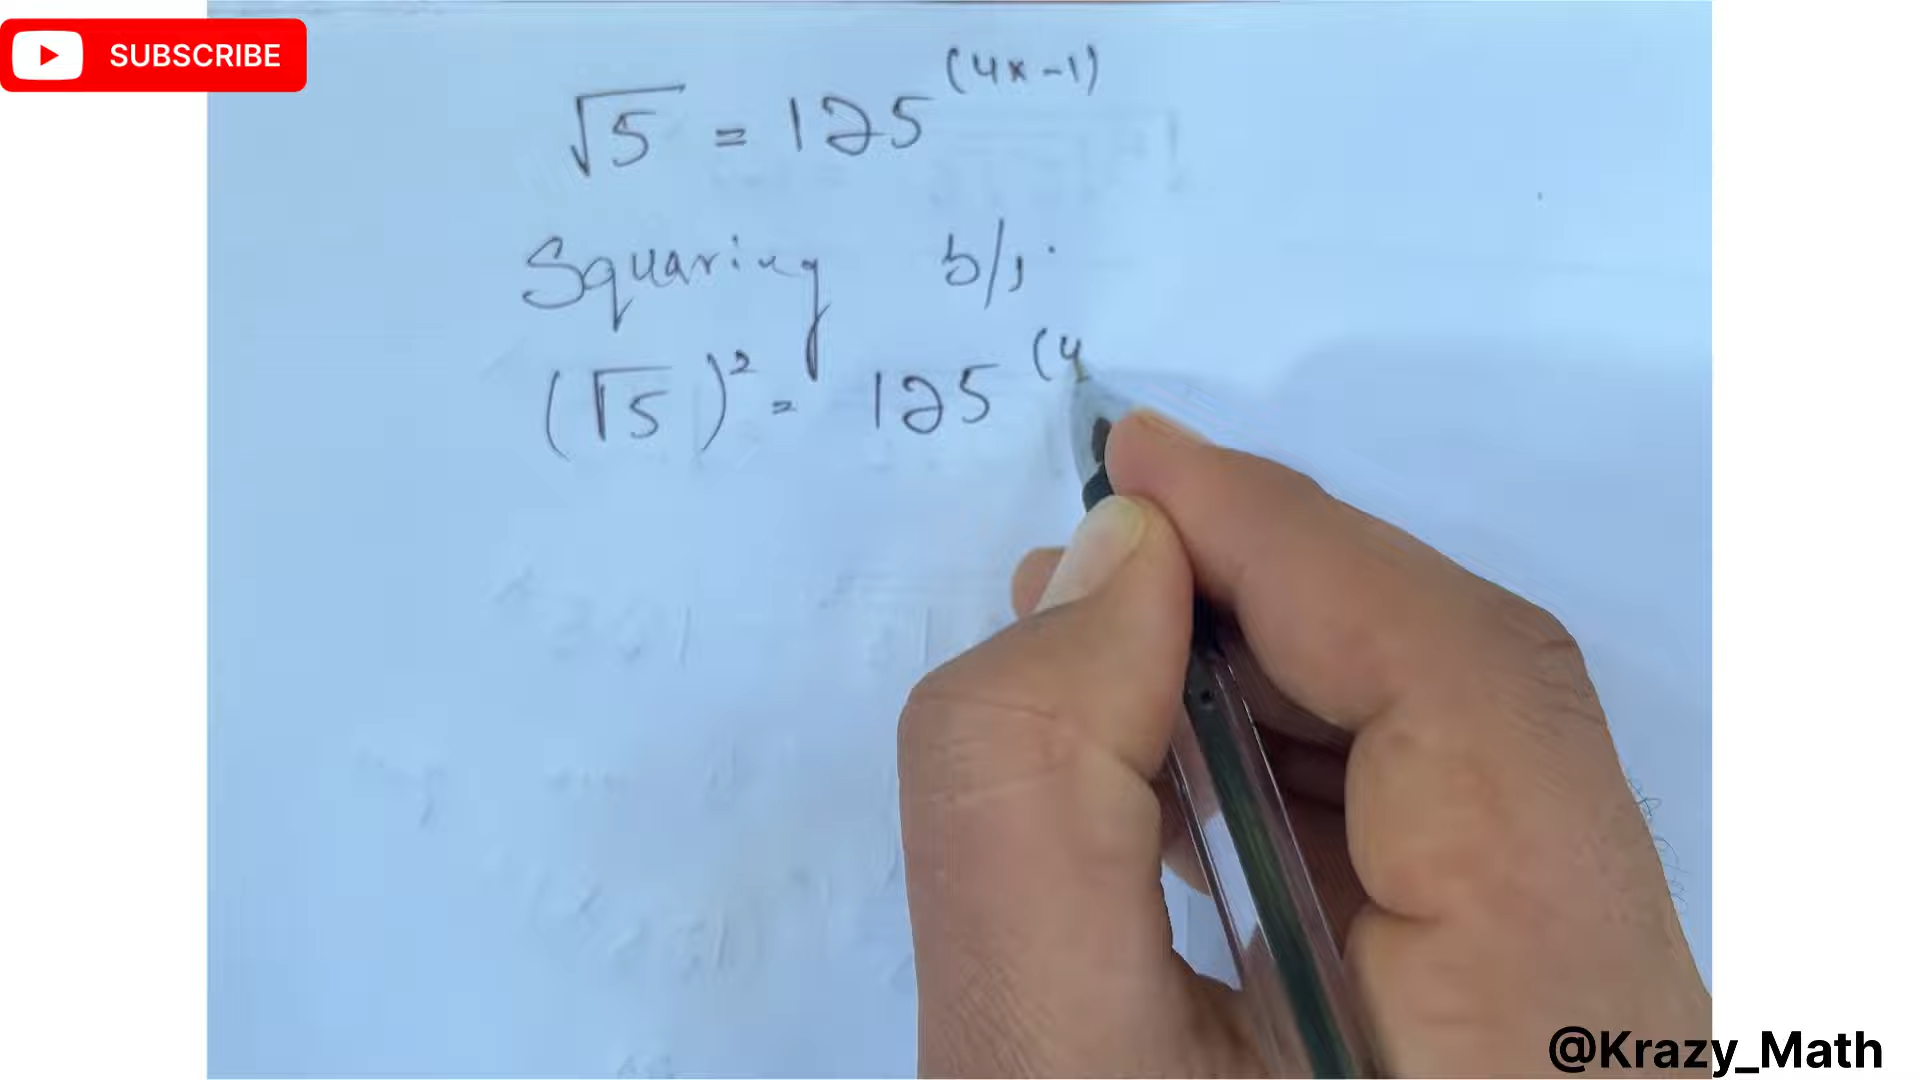 SUBSCRIBE
√5 = 125^(4x-1)
Squaring b/s.
(√5)² = 125^(4
@Krazy_Math